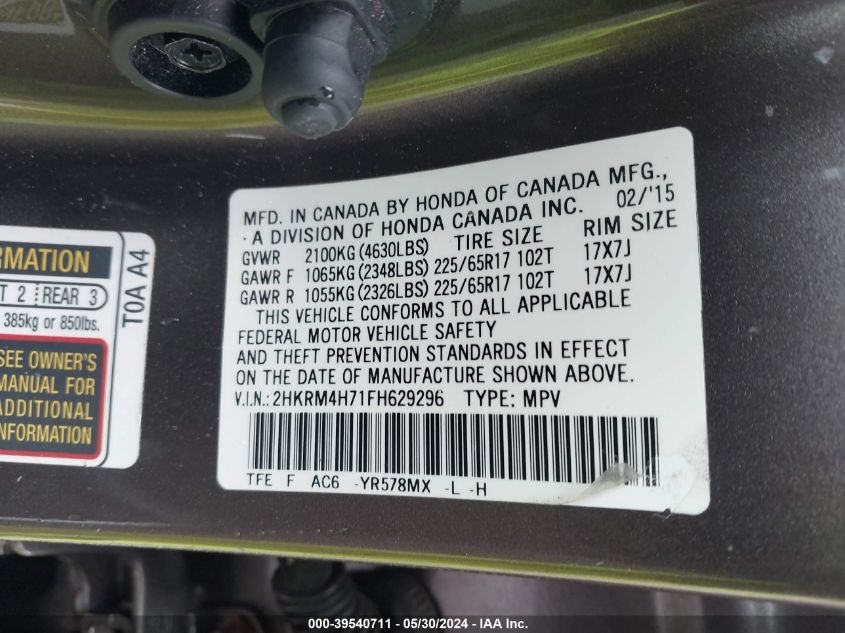 MFD. IN CANADA BY HONDA OF CANADA MFG.,
A DIVISION OF HONDA CANADA INC. 02/'15
GVWR 2100KG (4630LBS) TIRE SIZE RIM SIZE
GAWR F 1065KG (2348LBS) 225/65R17 102T 17X7J
GAWR R 1055KG (2326LBS) 225/65R17 102T 17X7J
THIS VEHICLE CONFORMS TO ALL APPLICABLE
FEDERAL MOTOR VEHICLE SAFETY
AND THEFT PREVENTION STANDARDS IN EFFECT
ON THE DATE OF MANUFACTURE SHOWN ABOVE.
V.I.N.: 2HKRM4H71FH629296 TYPE: MPV
TFE F AC6 -YR578MX -L -H
RMATION
T 2 REAR 3
385kg or 850lbs.
SEE OWNER'S
MANUAL FOR
ADDITIONAL
INFORMATION
T0A A4
000-39540711 - 05/30/2024 - IAA Inc.